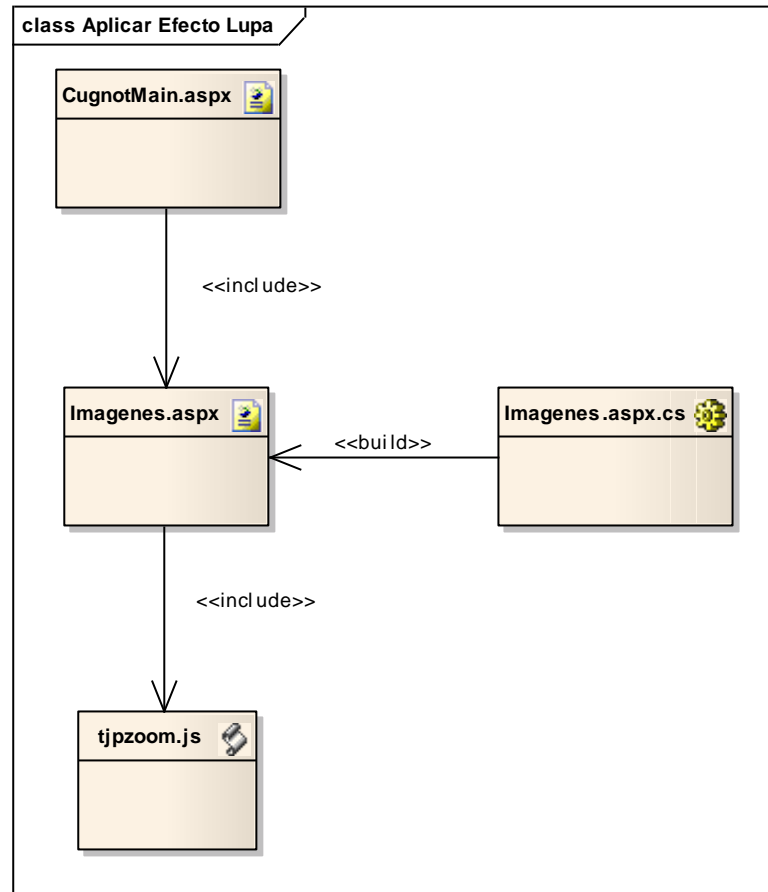 class Aplicar Efecto Lupa
CugnotMain.aspx
<<include>>
Imagenes.aspx
Imagenes.aspx.cs
<<build>>
<<include>>
tjpzoom.js